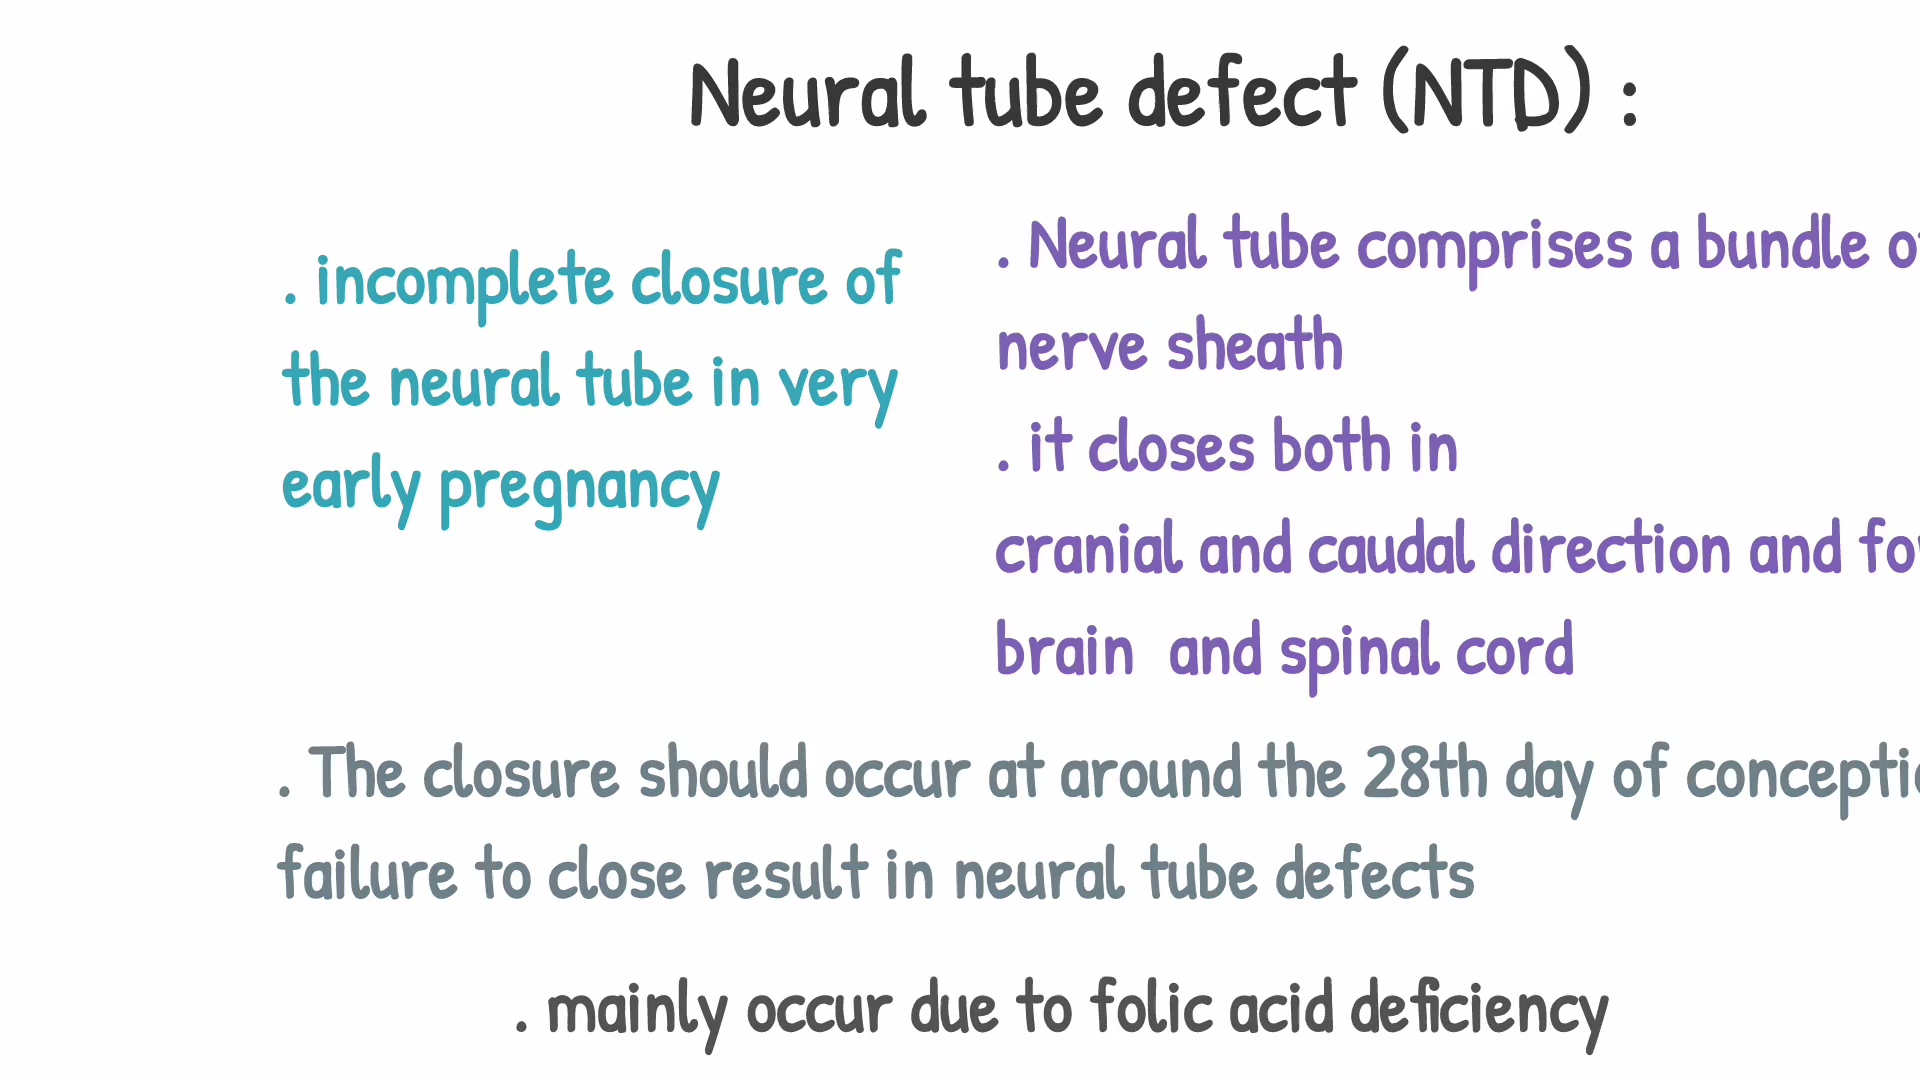 Neural tube defect (NTD) :
. incomplete closure of
the neural tube in very
early pregnancy
. Neural tube comprises a bundle
nerve sheath
. it closes both in
cranial and caudal direction and
brain  and spinal cord
. The closure should occur at around the 28th day of
failure to close result in neural tube defects
. mainly occur due to folic acid deficiency